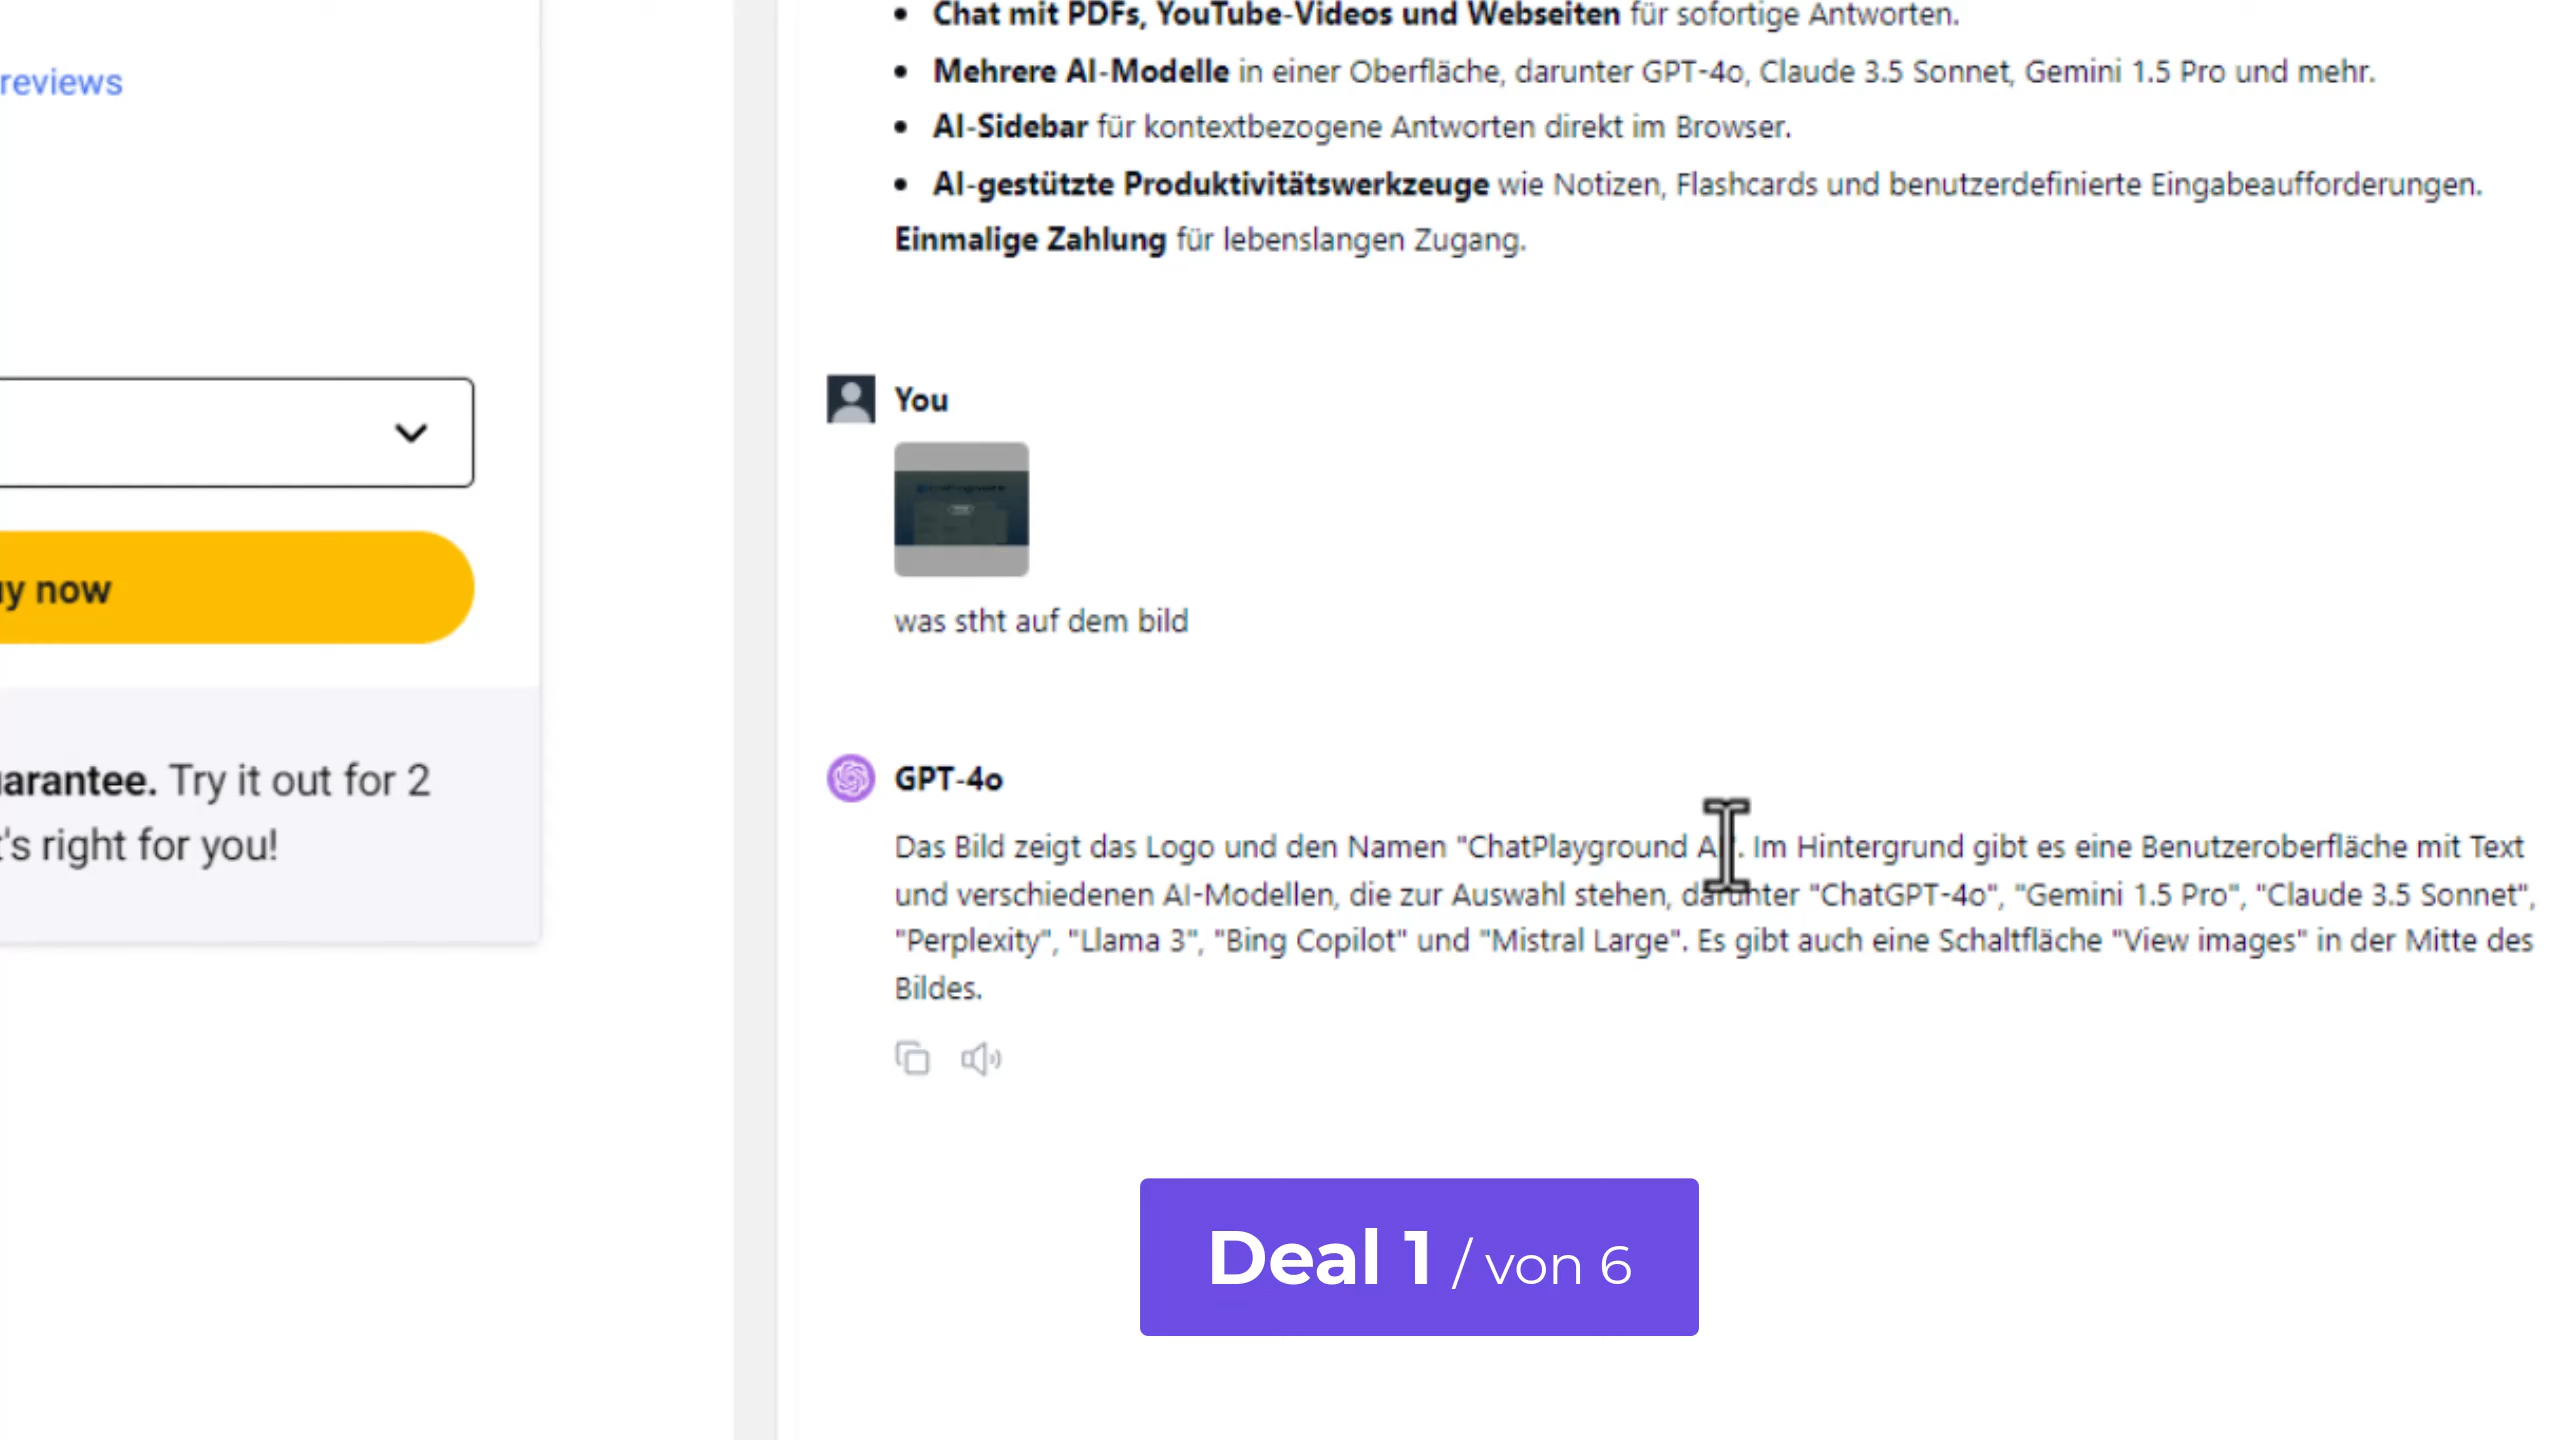 reviews
now
Try it out for 2
right for you!
Chat mit PDFs, YouTube-Videos und Webseiten für sofortige Antworten.
Mehrere AI-Modelle in einer Oberfläche, darunter GPT-4o, Claude 3.5 Sonnet, Gemini 1.5 Pro und mehr.
AI-Sidebar für kontextbezogene Antworten direkt im Browser.
AI-gestützte Produktivitätswerkzeuge wie Notizen, Flashcards und benutzerdefinierte Eingabeaufforderungen.
Einmalige Zahlung für lebenslangen Zugang.
You
was stht auf dem bild
GPT-4o
Das Bild zeigt das Logo und den Namen "ChatPlayground AI". Im Hintergrund gibt es eine Benutzeroberfläche mit Text
und verschiedenen AI-Modellen, die zur Auswahl stehen, darunter "ChatGPT-4o", "Gemini 1.5 Pro", "Claude 3.5 Sonnet",
"Perplexity", "Llama 3", "Bing Copilot" und "Mistral Large". Es gibt auch eine Schaltfläche "View images" in der Mitte des
Bildes.
Deal 1 / von 6